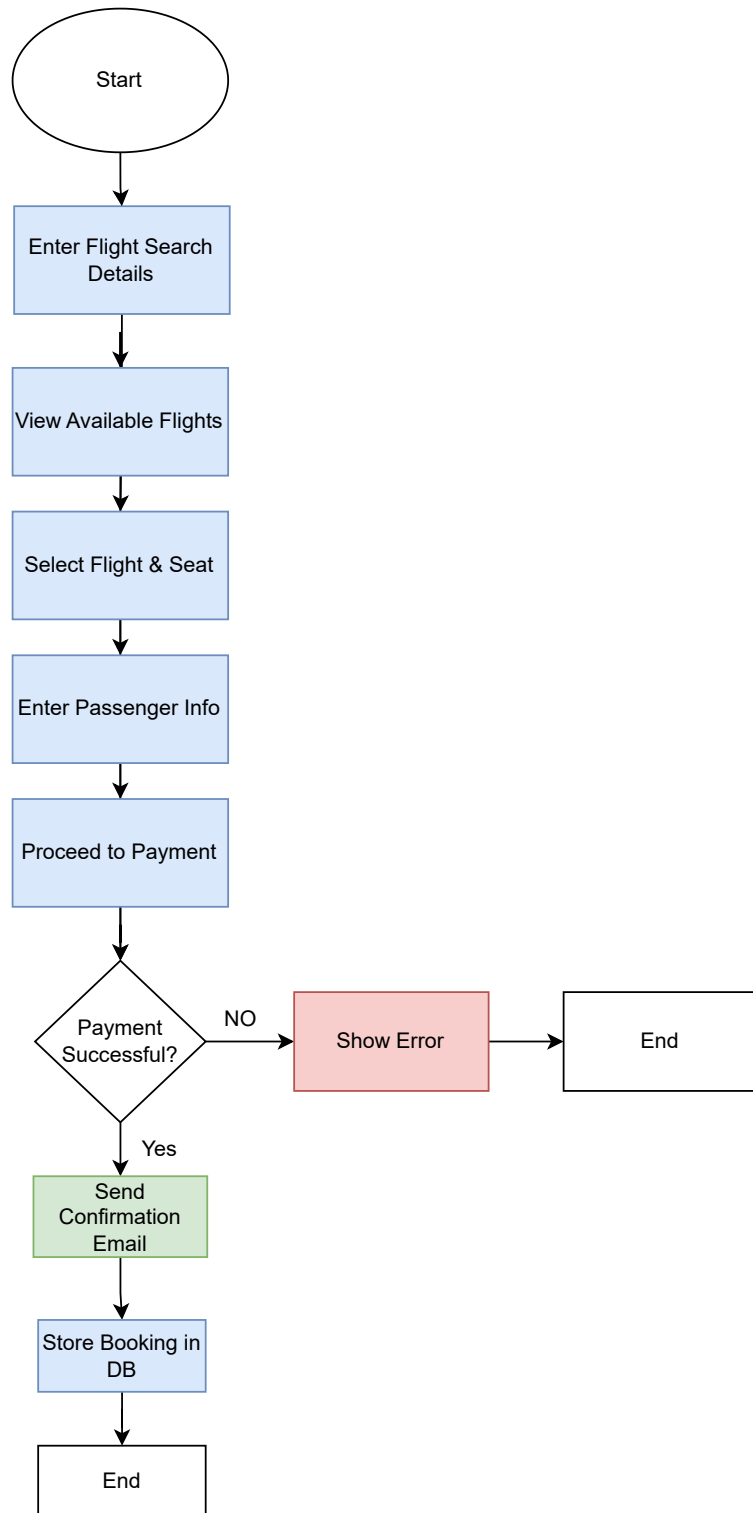 Start
Enter Flight Search
Details
View Available Flights
Select Flight & Seat
Enter Passenger Info
Proceed to Payment
Payment
Successful?
NO
Show Error
End
Yes
Send
Confirmation
Email
Store Booking in
DB
End